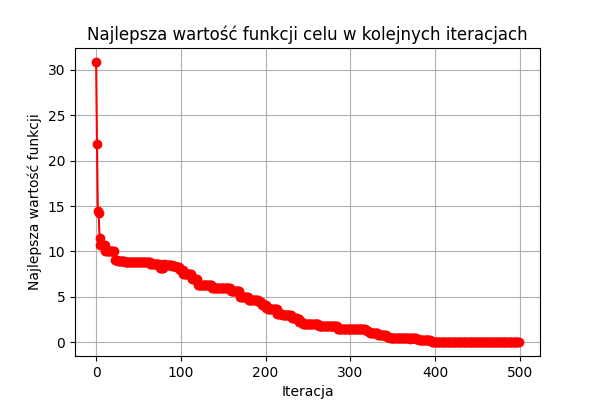 Najlepsza wartość funkcji celu w kolejnych iteracjach
Najlepsza wartość funkcji
30
25
20
15
10
5
0
0 100 200 300 400 500
Iteracja